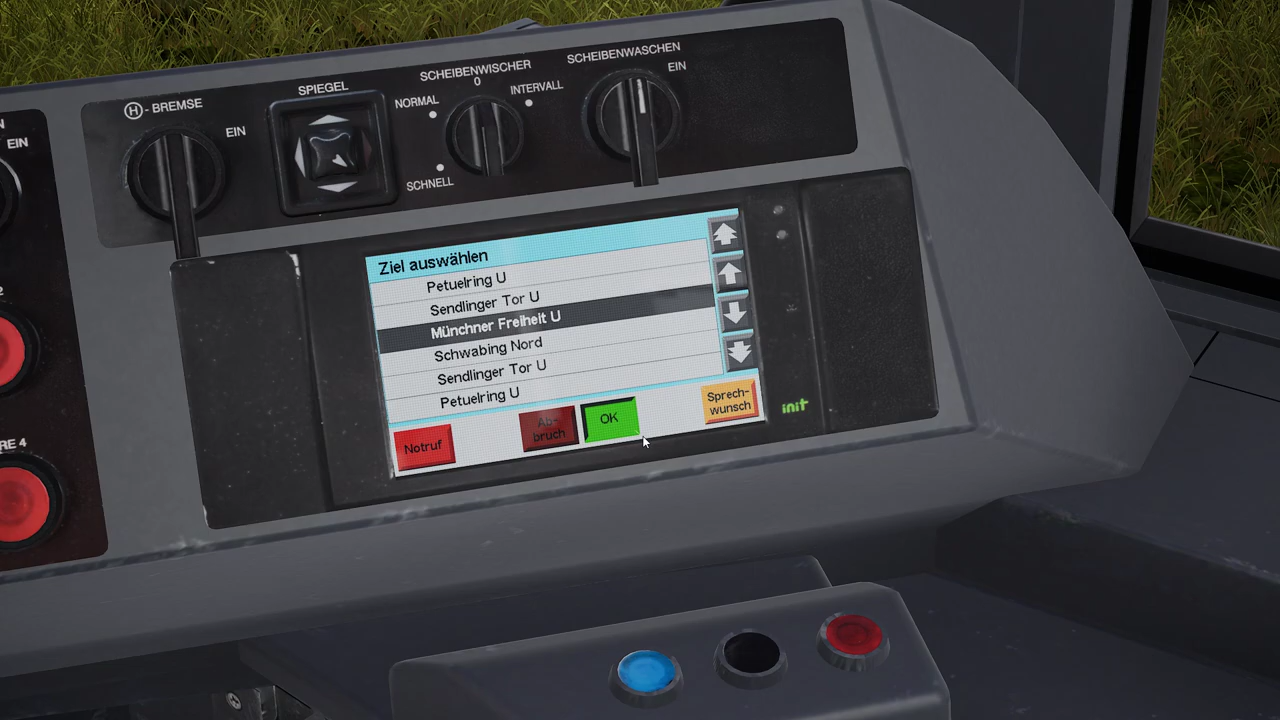 N
EIN
Ⓗ - BREMSE
EIN
SPIEGEL
SCHEIBENWISCHER
0
NORMAL
INTERVALL
SCHNELL
SCHEIBENWASCHEN
EIN
2
RE 4
Ziel auswählen
Petuelring U
Sendlinger Tor U
Münchner Freiheit U
Schwabing Nord
Sendlinger Tor U
Petuelring U
Notruf
Ab-
bruch
OK
Sprech-
wunsch
init